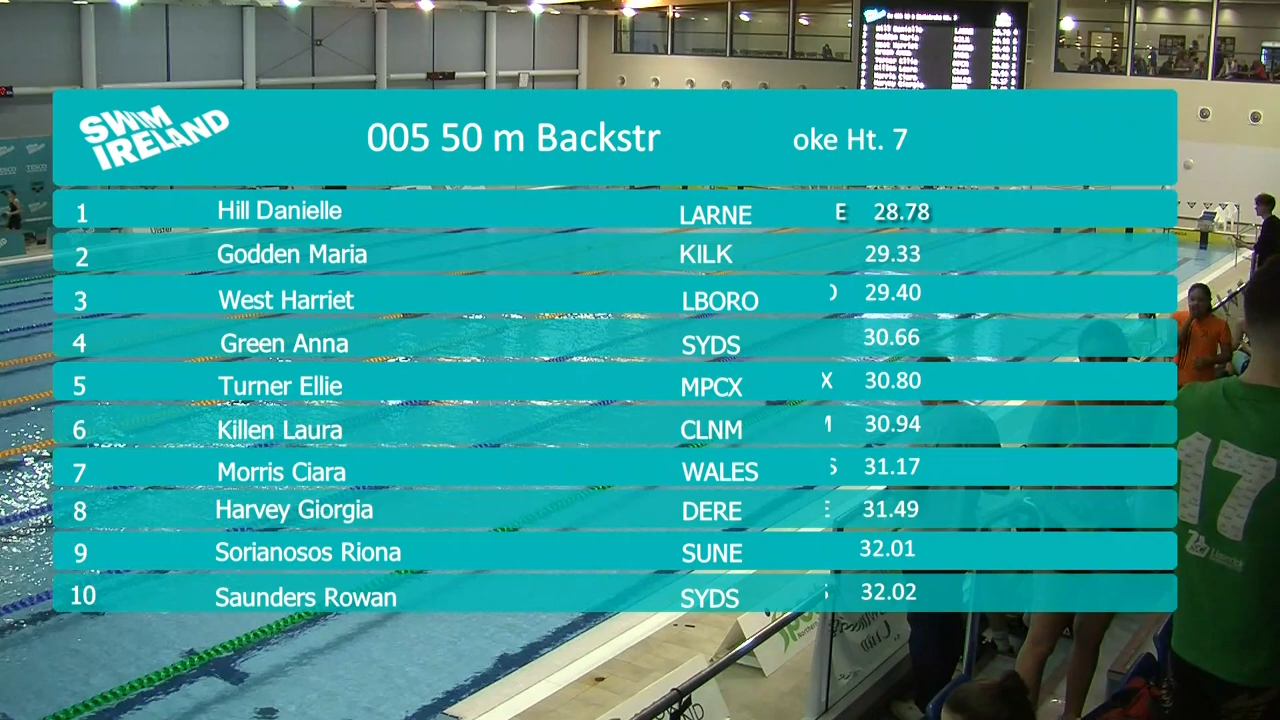 SWIM
IRELAND
005 50 m Backstr oke Ht. 7
1 Hill Danielle LARNE E 28.78
2 Godden Maria KILK 29.33
3 West Harriet LBORO 29.40
4 Green Anna SYDS 30.66
5 Turner Ellie MPCX X 30.80
6 Killen Laura CLNM 30.94
7 Morris Ciara WALES S 31.17
8 Harvey Giorgia DERE 31.49
9 Sorianosos Riona SUNE 32.01
10 Saunders Rowan SYDS 32.02
17